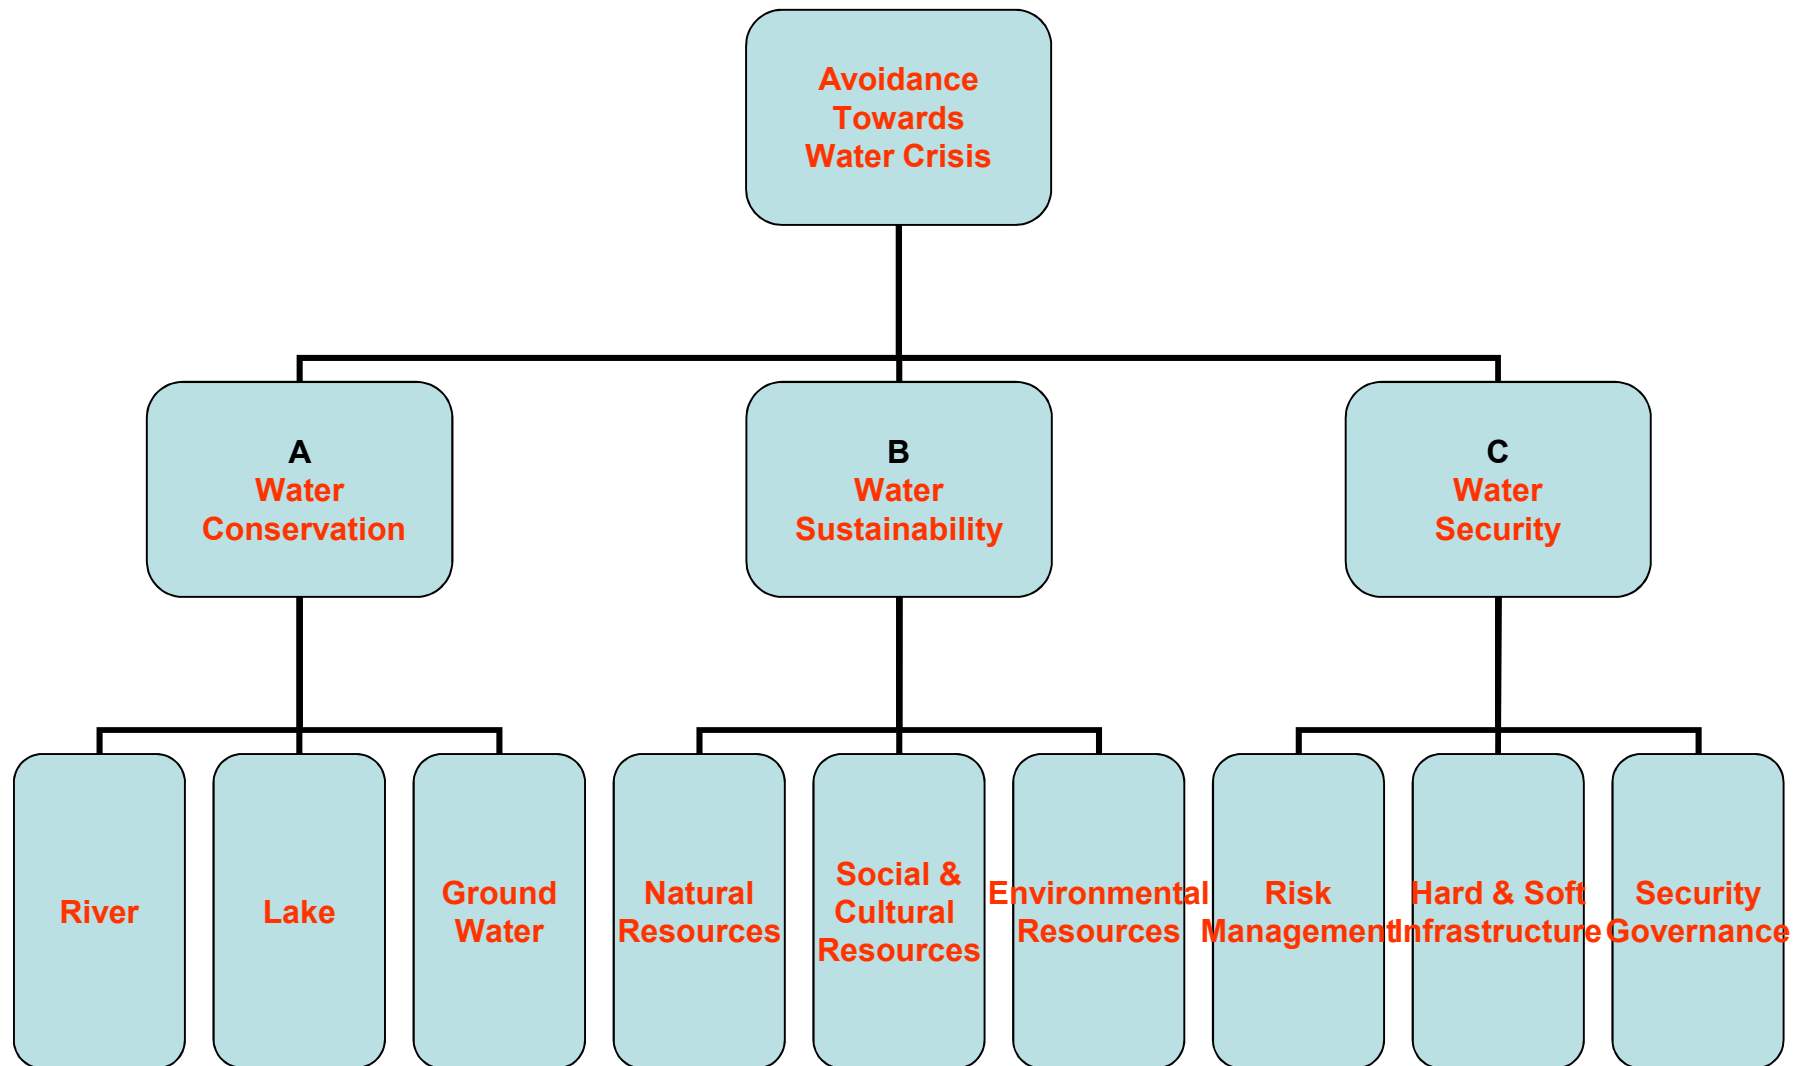 Avoidance
Towards
Water Crisis
A
Water
Conservation
B
Water
Sustainability
C
Water
Security
River
Lake
Ground
Water
Natural
Resources
Social &
Cultural
Resources
Environmental
Resources
Risk
Management
Hard & Soft
Infrastructure
Security
Governance